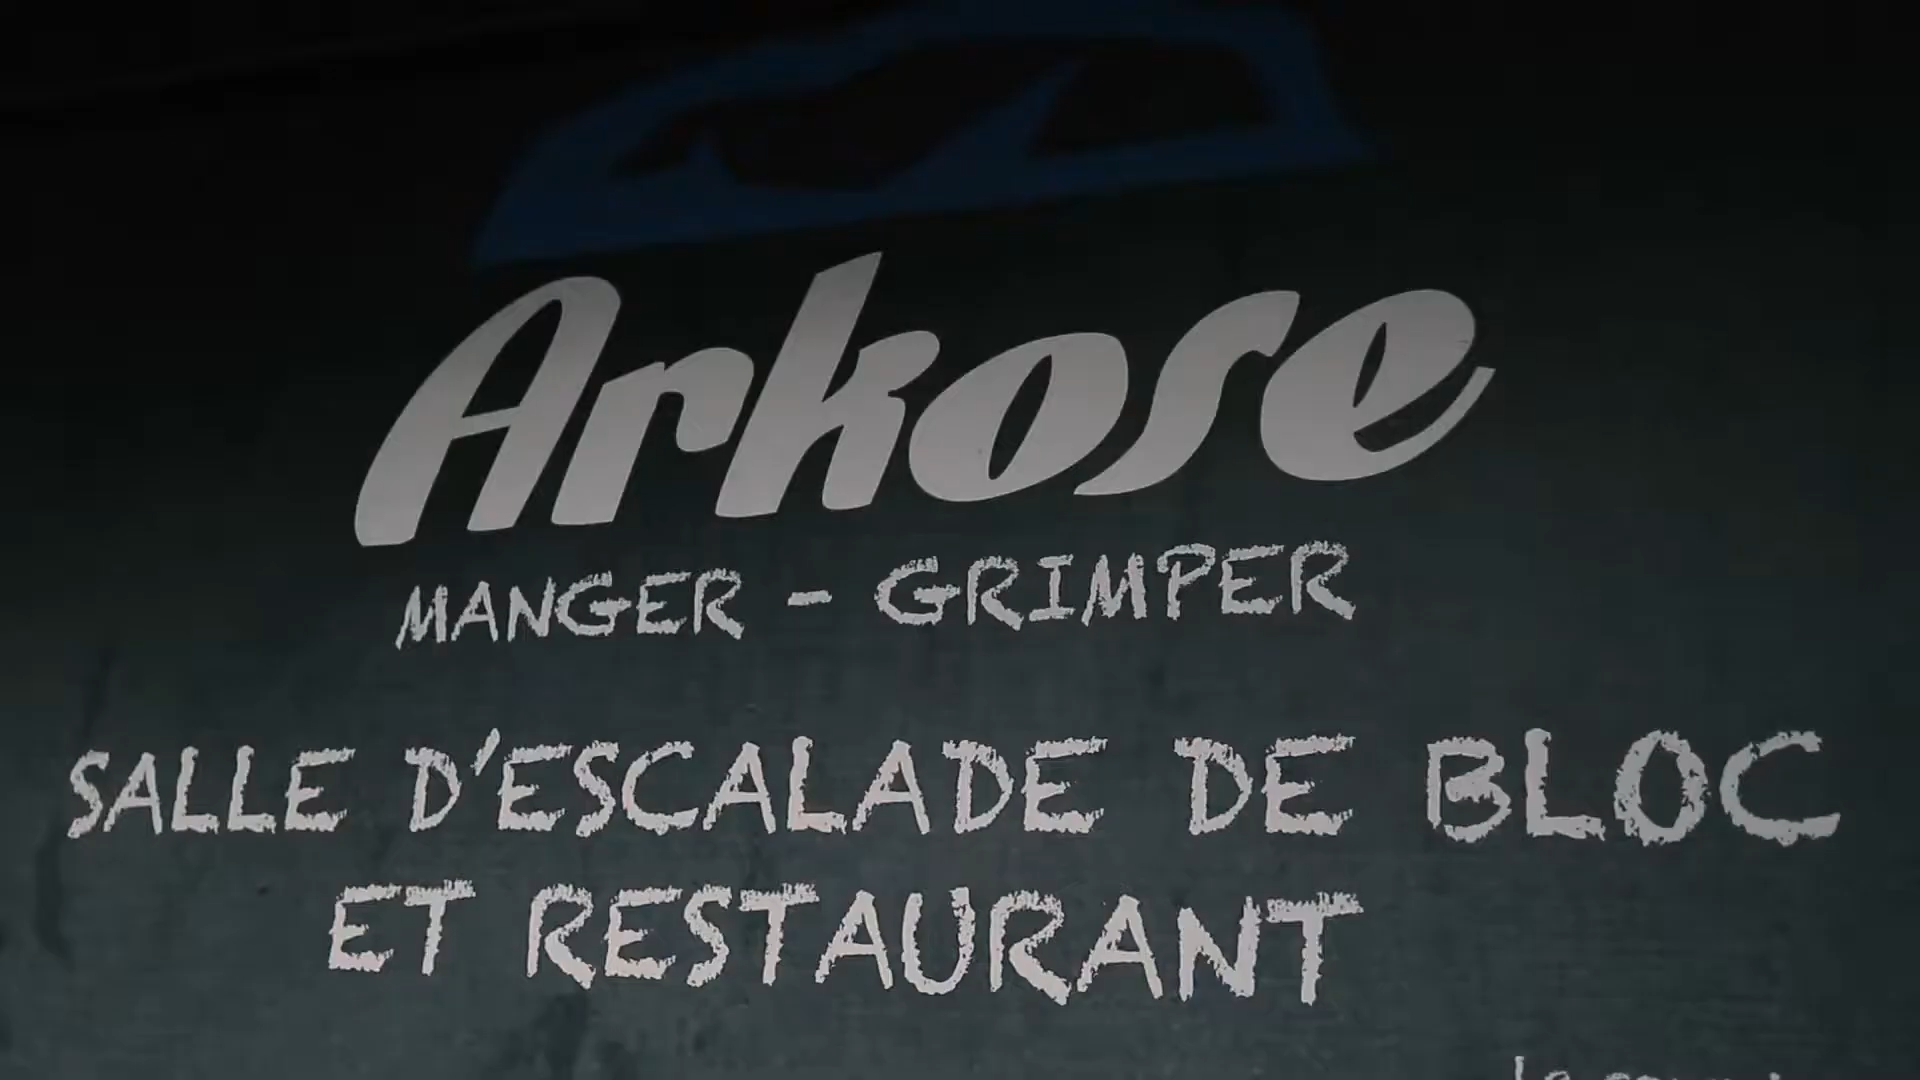 Arkose
MANGER - GRIMPER
SALLE D'ESCALADE DE BLOC
ET RESTAURANT